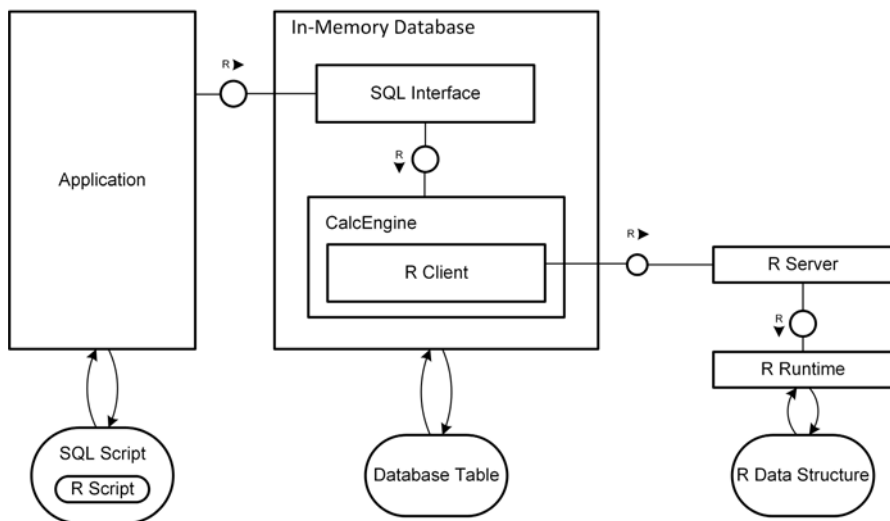 In-Memory Database
R
SQL Interface
R
Application
CalcEngine
R Client
R
R Server
R
R Runtime
SQL Script
R Script
Database Table
R Data Structure